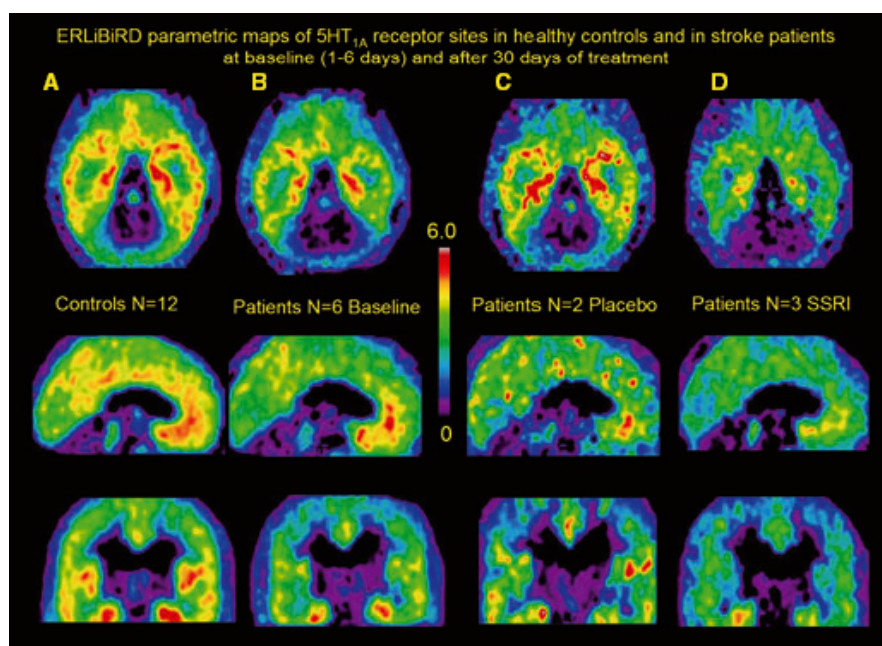 ERLiBiRD parametric maps of 5HT1A receptor sites in healthy controls and in stroke patients
at baseline (1-6 days) and after 30 days of treatment
A B C D
6.0
Controls N=12 Patients N=6 Baseline Patients N=2 Placebo Patients N=3 SSRI
0